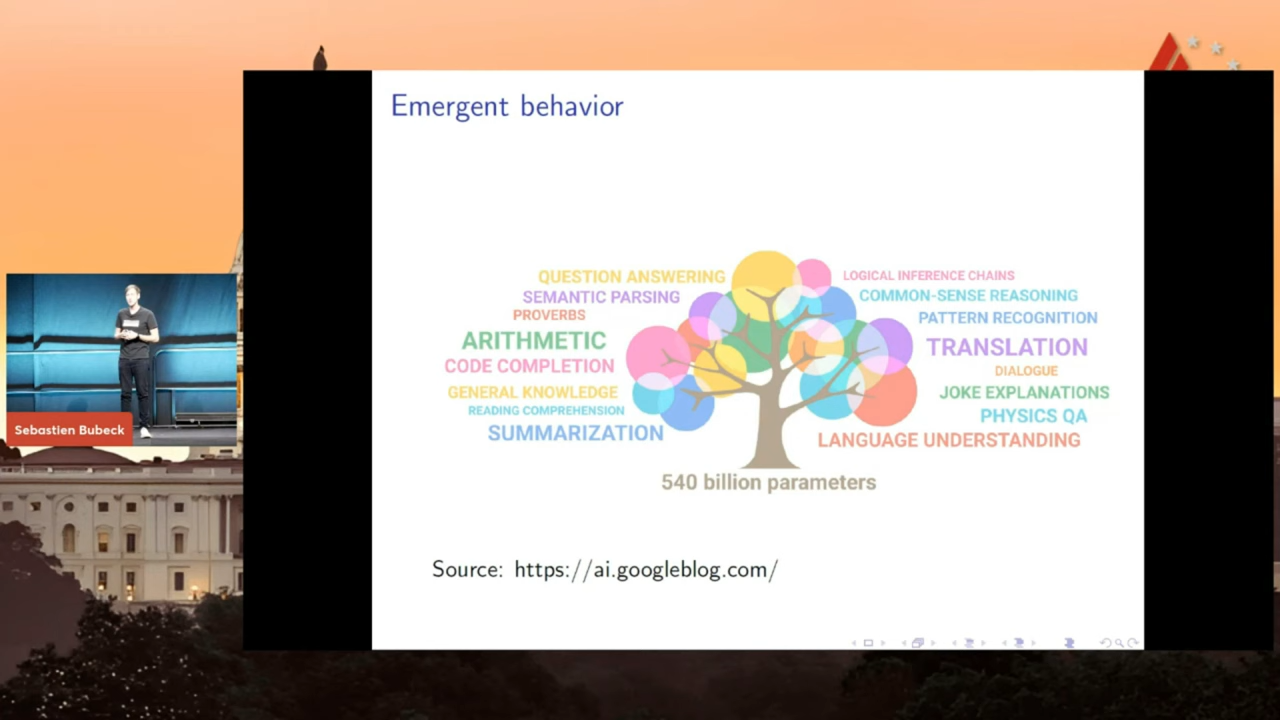 Emergent behavior
QUESTION ANSWERING
SEMANTIC PARSING
PROVERBS
ARITHMETIC
CODE COMPLETION
GENERAL KNOWLEDGE
READING COMPREHENSION
SUMMARIZATION
LOGICAL INFERENCE CHAINS
COMMON-SENSE REASONING
PATTERN RECOGNITION
TRANSLATION
DIALOGUE
JOKE EXPLANATIONS
PHYSICS QA
LANGUAGE UNDERSTANDING
540 billion parameters
Source: https://ai.googleblog.com/
Sebastien Bubeck